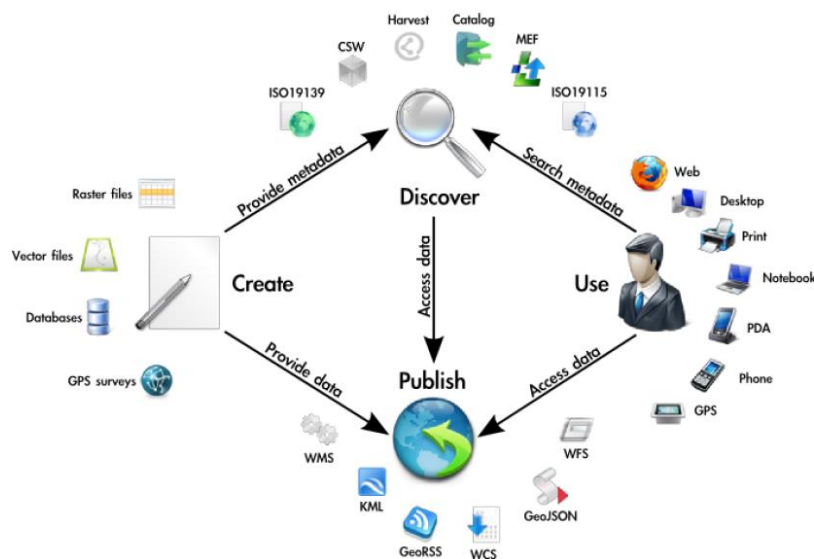 Harvest
Catalog
CSW
MEF
ISO19139
ISO19115
Provide metadata
Search metadata
Web
Raster files
Discover
Desktop
Print
Vector files
Access data
Create
Use
Notebook
Databases
PDA
GPS surveys
Provide data
Publish
Access data
Phone
GPS
WMS
WFS
KML
GeoJSON
GeoRSS
WCS